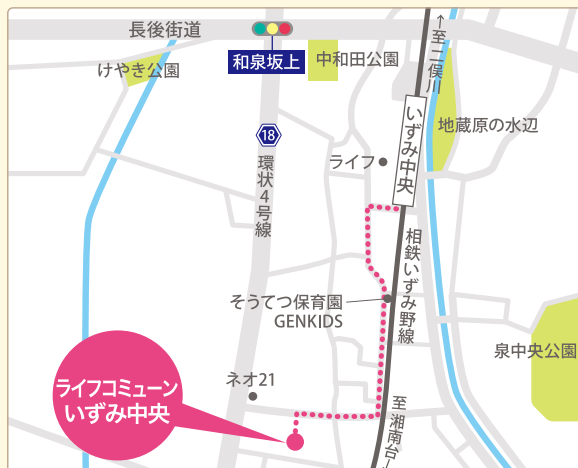 長後街道
和泉坂上
中和田公園
↑至二俣川
けやき公園
18
環状4号線
ライフ
いずみ中央
地蔵原の水辺
相鉄いずみ野線
そうてつ保育園
GENKIDS
泉中央公園
ネオ21
ライフコミューン
いずみ中央
至湘南台